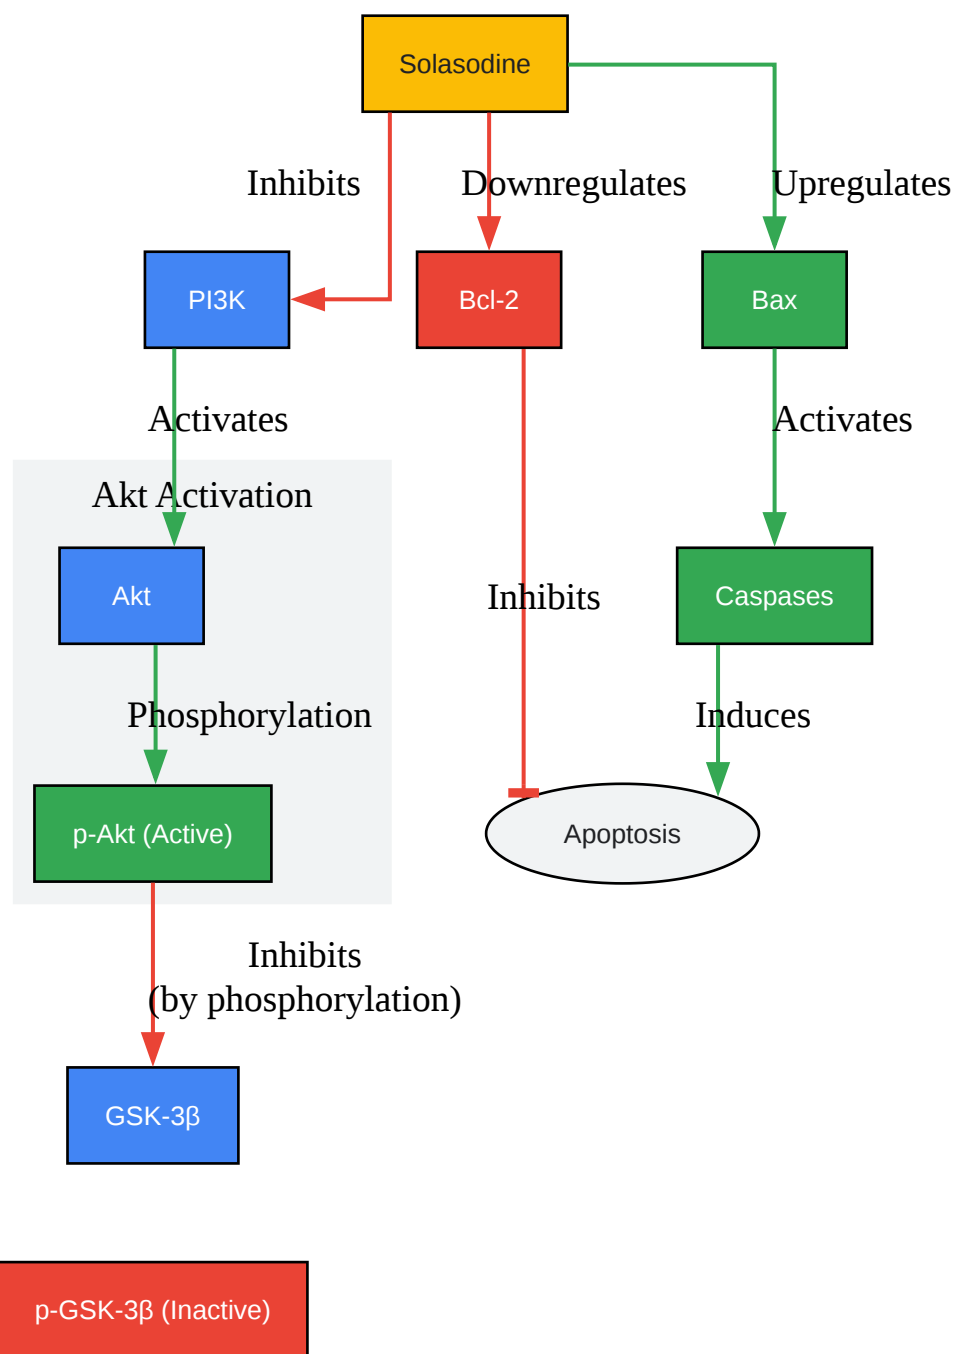 Solasodine
Inhibits
Downregulates
Upregulates
PI3K
Bcl-2
Bax
Activates
Activates
Akt Activation
Akt
Inhibits
Caspases
Phosphorylation
Induces
p-Akt (Active)
Apoptosis
Inhibits
(by phosphorylation)
GSK-3β
p-GSK-3β (Inactive)